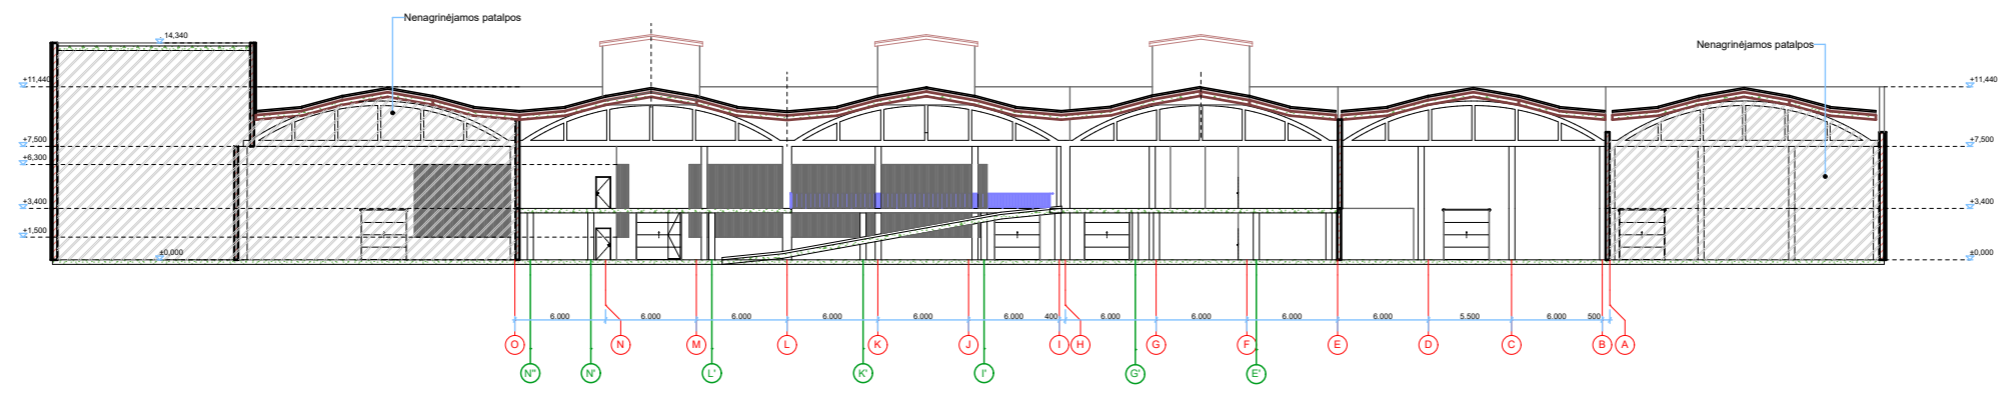 Nenagrinėjamos patalpos
14,340
Nenagrinėjamos patalpos
+11,440
+11,440
+7,500
+7,500
+6,300
+3,400
+3,400
+1,500
±0,000
±0,000
6.000 6.000 6.000 6.000 6.000 6.000 400 6.000 6.000 6.000 6.000 5.500 6.000 500
O N M L K J I H G F E D C B A
N" N' L' K' I' G' E'